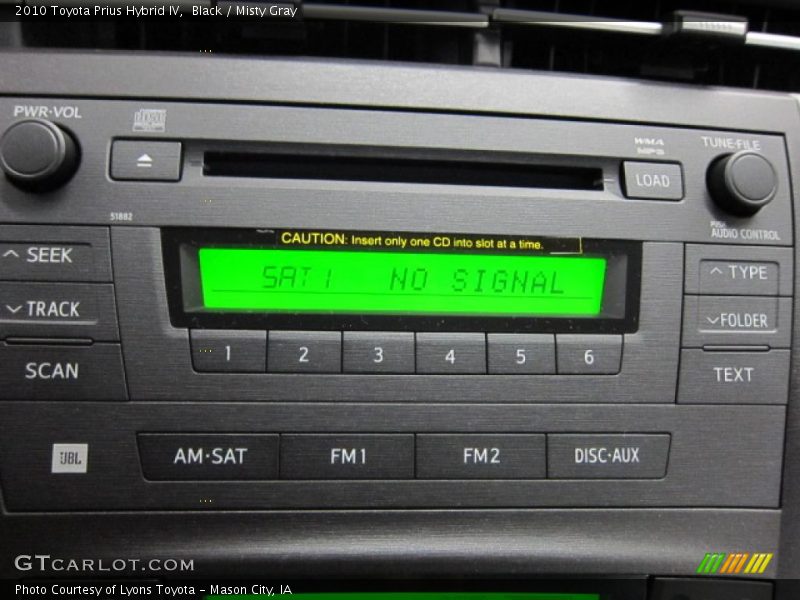 2010 Toyota Prius Hybrid IV,  Black / Misty Gray
PWR·VOL
WMA
MP3
TUNE·FILE
LOAD
PUSH
AUDIO CONTROL
51882
CAUTION: Insert only one CD into slot at a time.
SEEK
TYPE
SAT1 NO SIGNAL
TRACK
FOLDER
1 2 3 4 5 6
SCAN
TEXT
JBL
AM·SAT FM1 FM2 DISC·AUX
GTCARLOT.COM
Photo Courtesy of Lyons Toyota - Mason City, IA